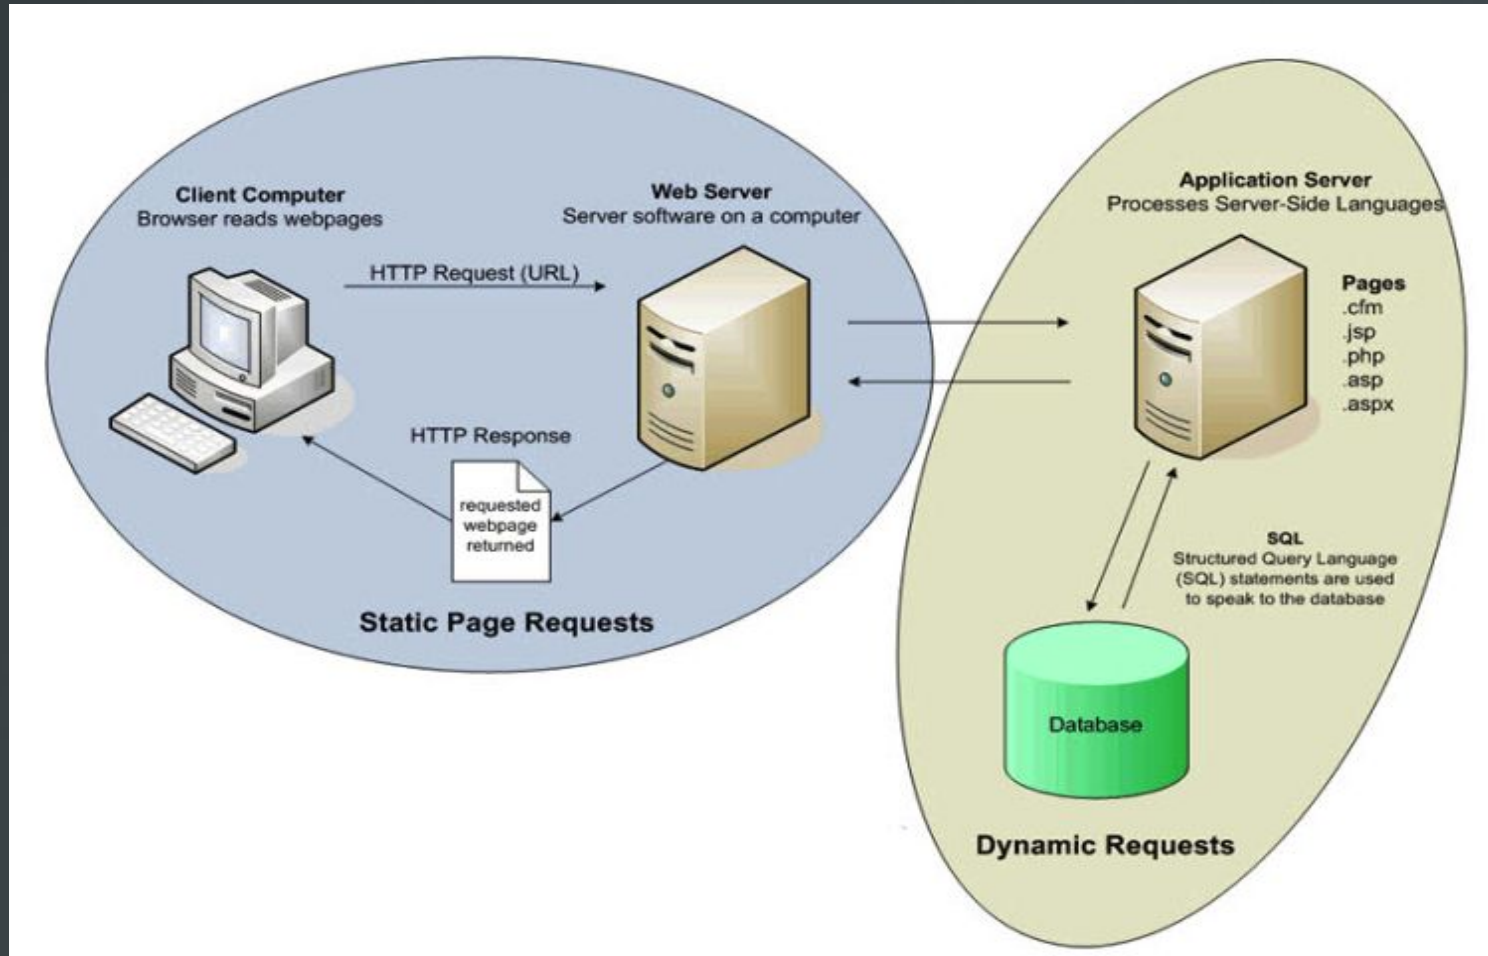 Client Computer
Browser reads webpages
Web Server
Server software on a computer
HTTP Request (URL)
HTTP Response
requested
webpage
returned
Static Page Requests
Application Server
Processes Server-Side Languages
Pages
.cfm
.jsp
.php
.asp
.aspx
SQL
Structured Query Language
(SQL) statements are used
to speak to the database
Database
Dynamic Requests